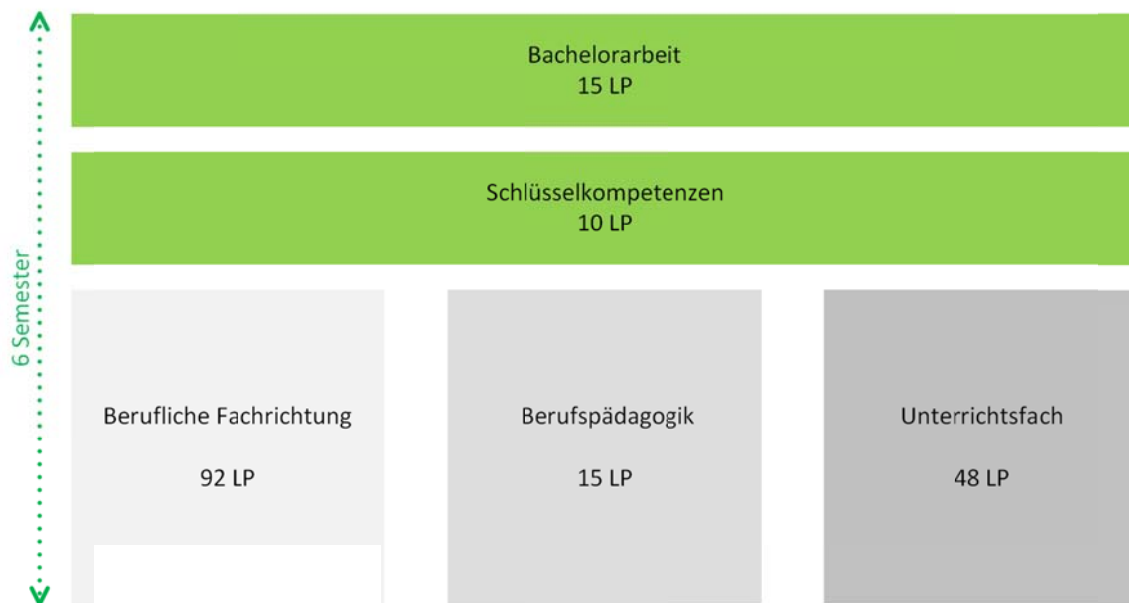 Bachelorarbeit
15 LP
Schlüsselkompetenzen
10 LP
6 Semester
Berufliche Fachrichtung
92 LP
Berufspädagogik
15 LP
Unterrichtsfach
48 LP